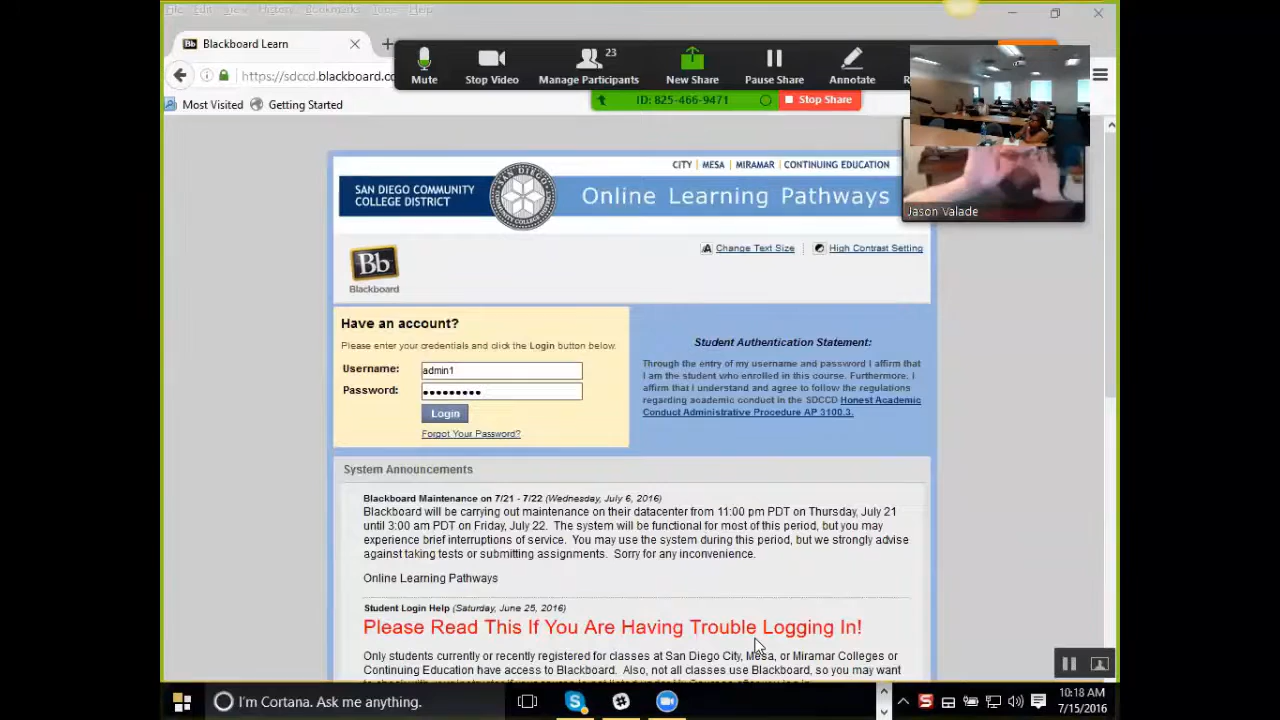 File Edit View History Bookmarks Tools Help
Blackboard Learn
https://sdccd.blackboard.co
Most Visited Getting Started
Mute Stop Video Manage Participants 23 New Share Pause Share Annotate
ID: 825-466-9471 Stop Share
Jason Valade
CITY | MESA | MIRAMAR | CONTINUING EDUCATION
SAN DIEGO COMMUNITY
COLLEGE DISTRICT
Online Learning Pathways
Bb
Blackboard
Change Text Size
High Contrast Setting
Have an account?
Please enter your credentials and click the Login button below.
Username: admin1
Password: •••••••••
Login
Forgot Your Password?
Student Authentication Statement:
Through the entry of my username and password I affirm that
I am the student who enrolled in this course. Furthermore, I
affirm that I understand and agree to follow the regulations
regarding academic conduct in the SDCCD Honest Academic
Conduct Administrative Procedure AP 3100.3.
System Announcements
Blackboard Maintenance on 7/21 - 7/22 (Wednesday, July 6, 2016)
Blackboard will be carrying out maintenance on their datacenter from 11:00 pm PDT on Thursday, July 21
until 3:00 am PDT on Friday, July 22. The system will be functional for most of this period, but you may
experience brief interruptions of service. You may use the system during this period, but we strongly advise
against taking tests or submitting assignments. Sorry for any inconvenience.
Online Learning Pathways
Student Login Help (Saturday, June 25, 2016)
Please Read This If You Are Having Trouble Logging In!
Only students currently or recently registered for classes at San Diego City, Mesa, or Miramar Colleges or
Continuing Education have access to Blackboard. Also, not all classes use Blackboard, so you may want
I'm Cortana. Ask me anything.
10:18 AM
7/15/2016